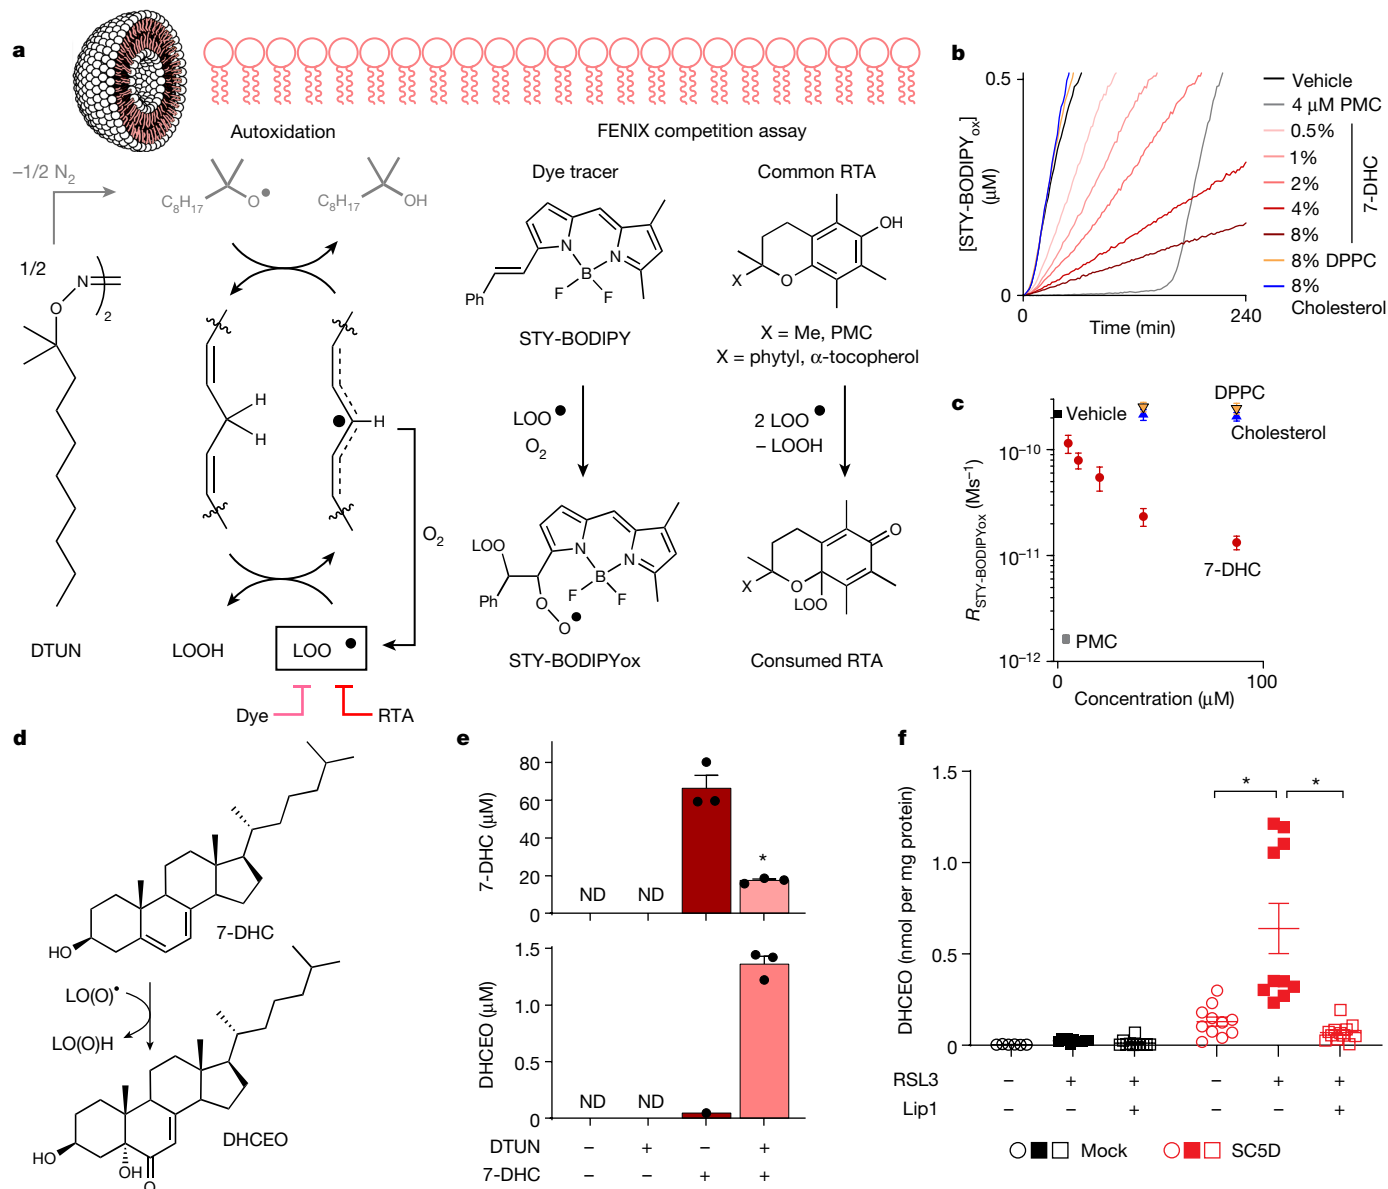 a
Autoxidation
FENIX competition assay
–1/2 N2
C8H17
O•
C8H17
OH
Dye tracer
Common RTA
1/2
O
N
2
H
H
H
O2
N
N
B
F
F
Ph
STY-BODIPY
OH
X
O
X = Me, PMC
X = phytyl, α-tocopherol
LOO•
O2
2 LOO•
– LOOH
LOO
Ph
O
O•
N
N
B
F
F
STY-BODIPYox
O
X
O
LOO
Consumed RTA
DTUN
LOOH
LOO •
Dye
RTA
b
[STY-BODIPYox]
(μM)
0.5
0
0
240
Time (min)
Vehicle
4 μM PMC
0.5%
1%
2%
4%
8%
7-DHC
8% DPPC
8%
Cholesterol
c
RSTY-BODIPYox (Ms–1)
10–10
10–11
10–12
0
100
Concentration (μM)
Vehicle
DPPC
Cholesterol
7-DHC
PMC
d
HO
7-DHC
LO(O)•
LO(O)H
HO
OH
O
DHCEO
e
7-DHC (μM)
80
60
40
20
0
ND
ND
*
DHCEO (μM)
1.5
1.0
0.5
0
ND
ND
DTUN – + – +
7-DHC – – + +
f
DHCEO (nmol per mg protein)
1.5
1.0
0.5
0
*
*
RSL3 – + + – + +
Lip1 – – + – – +
Mock
SC5D